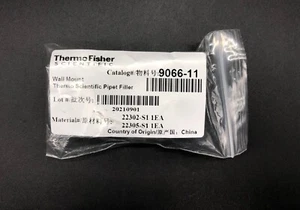 ThermoFisher
SCIENTIFIC
Catalog#/物料号:9066-11
Wall Mount
Thermo Scientific Pipet Filler
Lot #/批次号:
20210901
Material#/原材料号: 22302-S1 1EA
22305-S1 1EA
Country of Origin/原产国: China